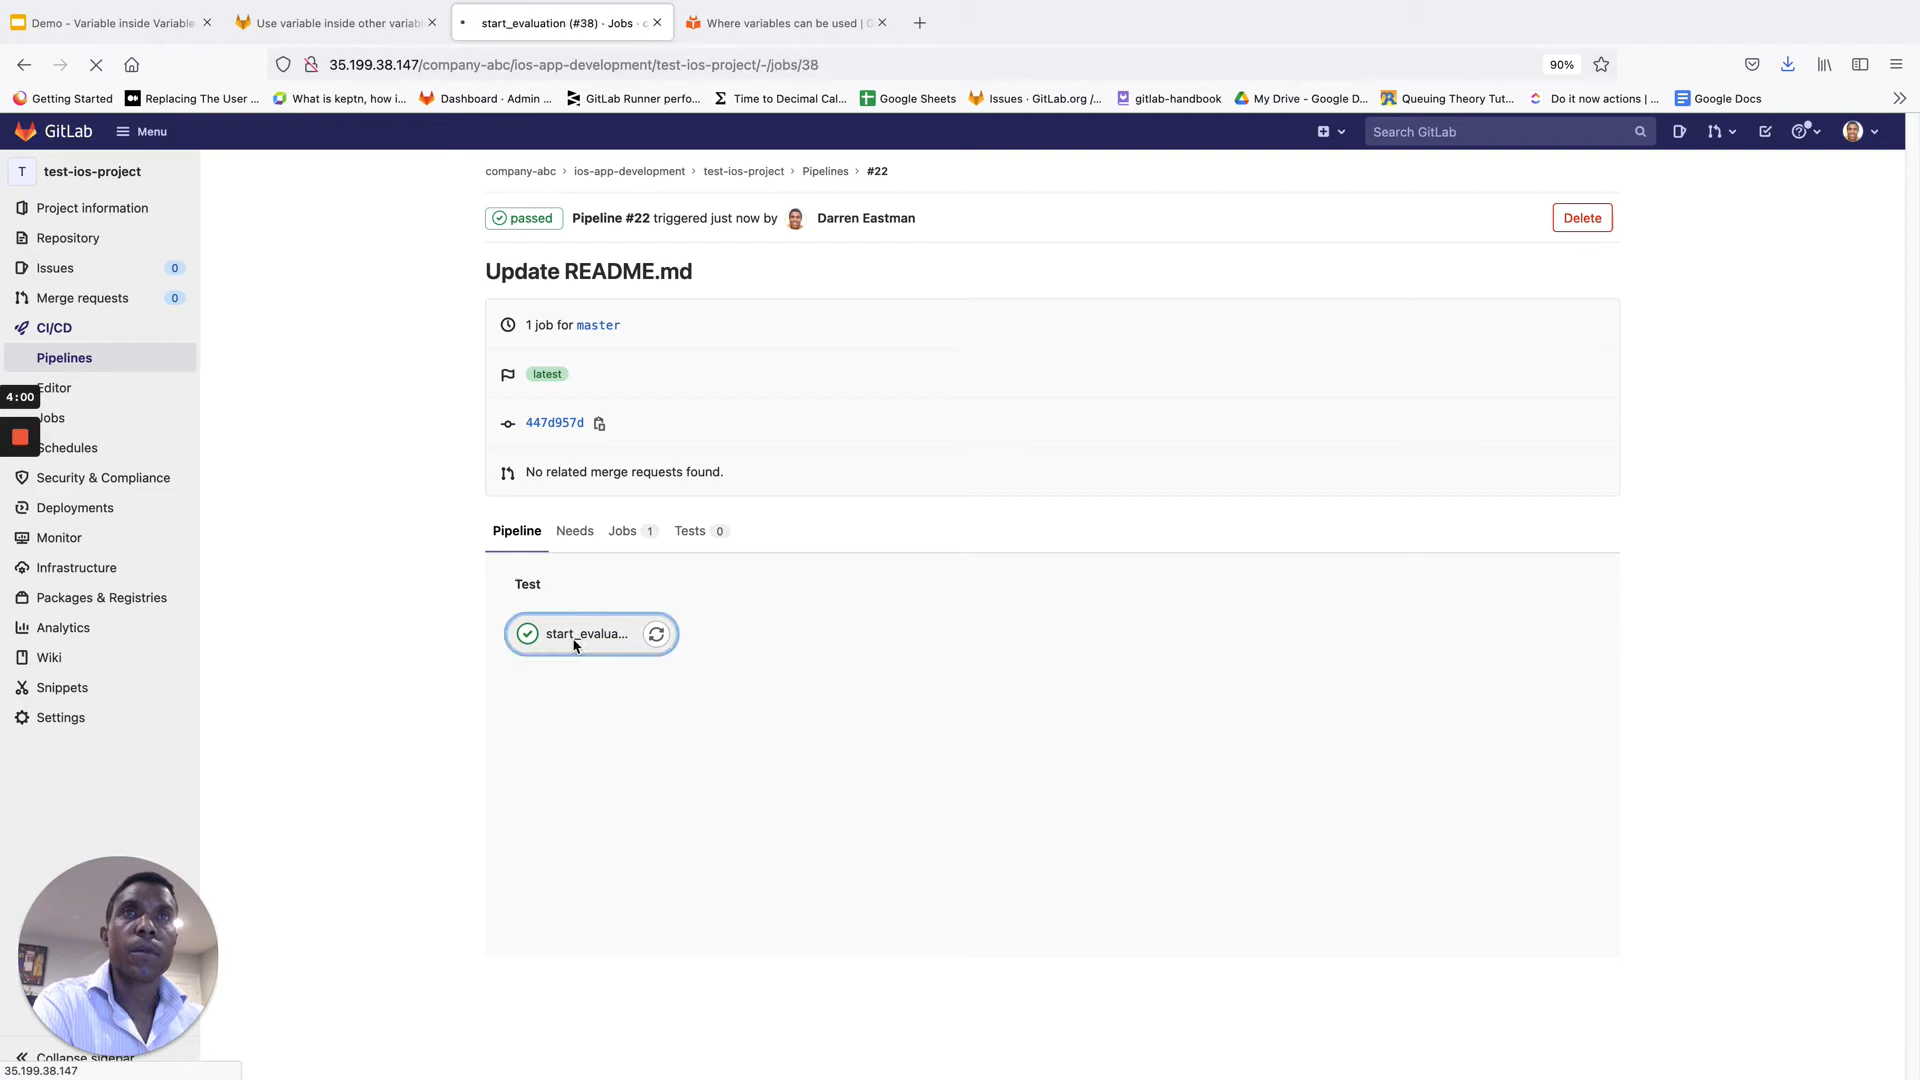 Demo – Variable inside Variable
Use variable inside other variabl
start_evaluation (#38) · Jobs · c
Where variables can be used | G
35.199.38.147/company-abc/ios-app-development/test-ios-project/-/jobs/38
90%
Getting Started
Replacing The User ...
What is keptn, how i...
Dashboard · Admin ...
GitLab Runner perfo...
Time to Decimal Cal...
Google Sheets
Issues · GitLab.org /...
gitlab-handbook
My Drive - Google D...
Queuing Theory Tut...
Do it now actions | ...
Google Docs
GitLab
Menu
Search GitLab
T
test-ios-project
Project information
Repository
Issues 0
Merge requests 0
CI/CD
Pipelines
Editor
4:00
Jobs
Schedules
Security & Compliance
Deployments
Monitor
Infrastructure
Packages & Registries
Analytics
Wiki
Snippets
Settings
Collapse sidebar
35.199.38.147
company-abc › ios-app-development › test-ios-project › Pipelines › #22
passed Pipeline #22 triggered just now by Darren Eastman
Delete
Update README.md
1 job for master
latest
447d957d
No related merge requests found.
Pipeline Needs Jobs 1 Tests 0
Test
start_evalua...